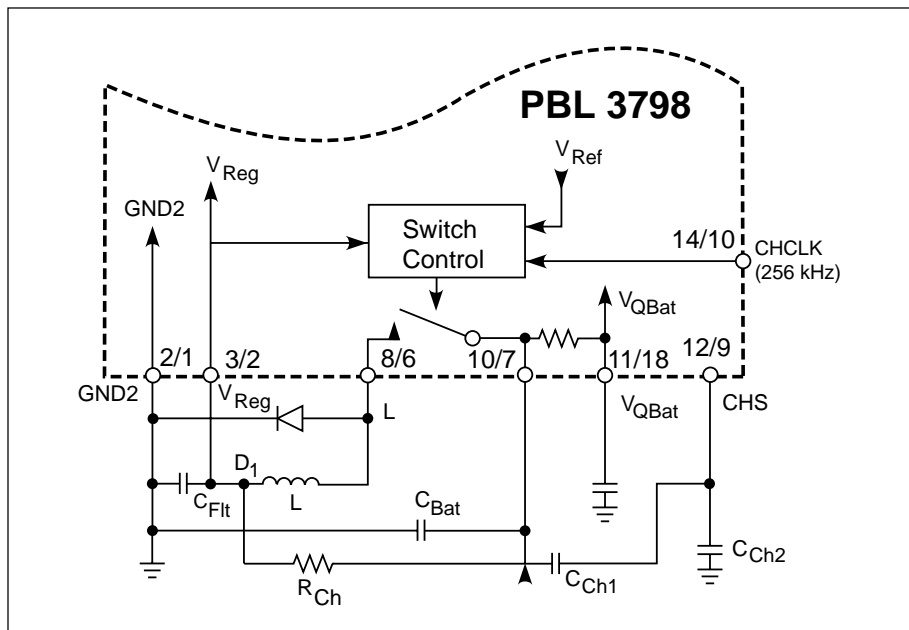 PBL 3798
V Ref
V Reg
GND2
Switch
Control
14/10
CHCLK
(256 kHz)
V QBat
2/1
3/2
8/6
10/7
11/18
12/9
GND2
V Reg
L
V QBat
CHS
D1
C Flt
L
C Bat
R Ch
C Ch1
C Ch2